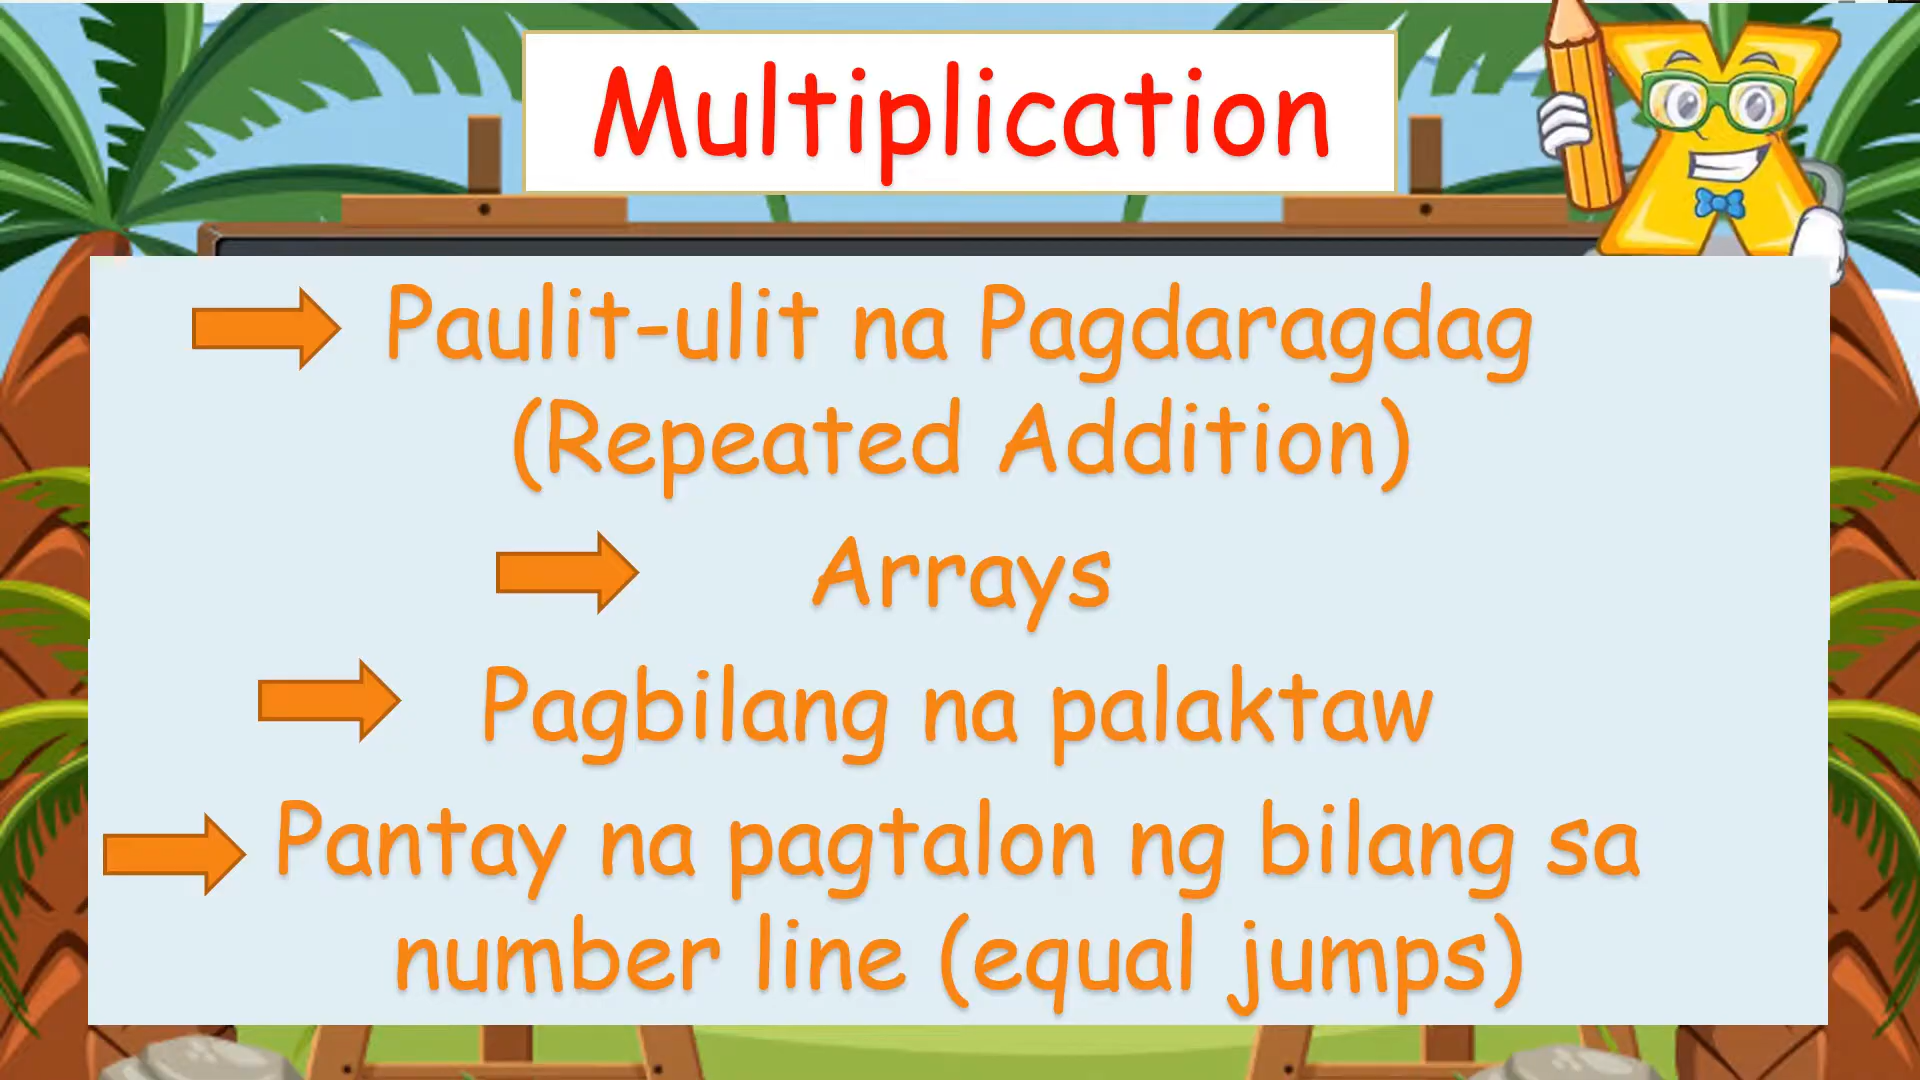 Multiplication
Paulit-ulit na Pagdaragdag
(Repeated Addition)
Arrays
Pagbilang na palaktaw
Pantay na pagtalon ng bilang sa
number line (equal jumps)